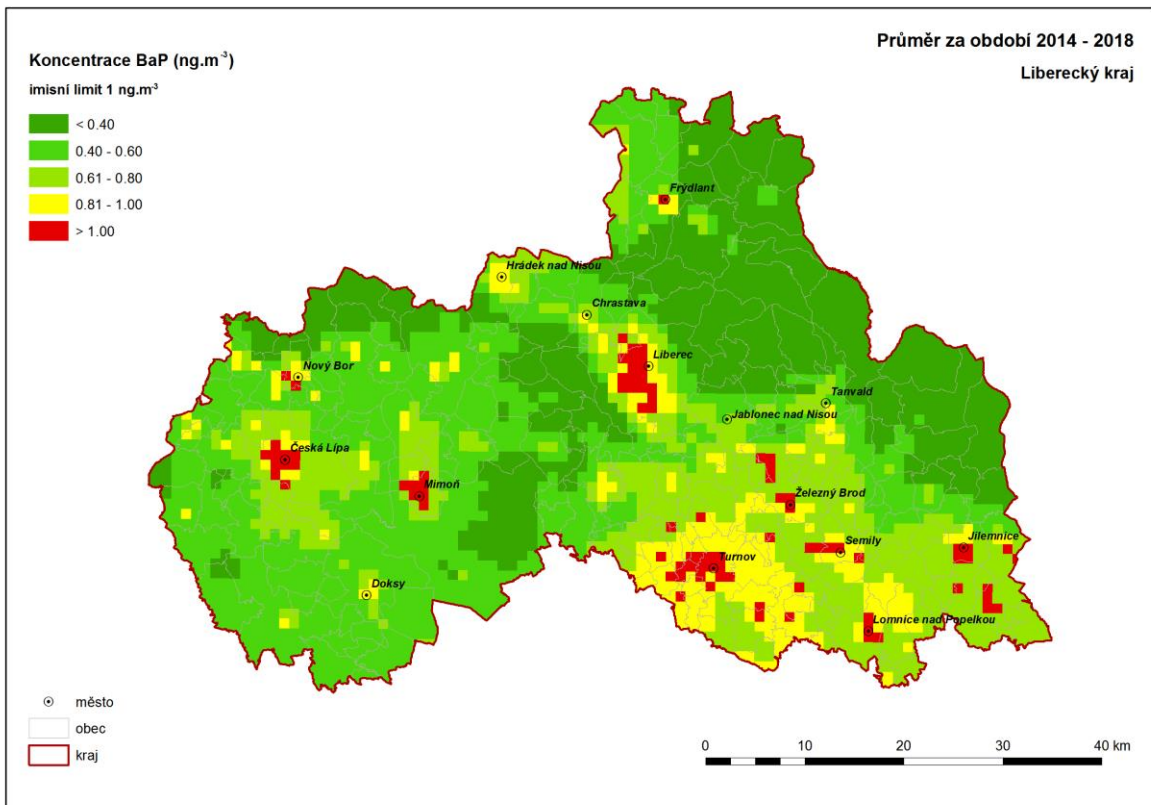 Průměr za období 2014 - 2018
Liberecký kraj
Koncentrace BaP (ng.m⁻³)
imisní limit 1 ng.m⁻³
< 0.40
0.40 - 0.60
0.61 - 0.80
0.81 - 1.00
> 1.00
Frýdlant
Hrádek nad Nisou
Chrastava
Liberec
Nový Bor
Tanvald
Jablonec nad Nisou
Česká Lípa
Mimoň
Železný Brod
Semily
Jilemnice
Turnov
Doksy
Lomnice nad Popelkou
město
obec
kraj
0 10 20 30 40 km